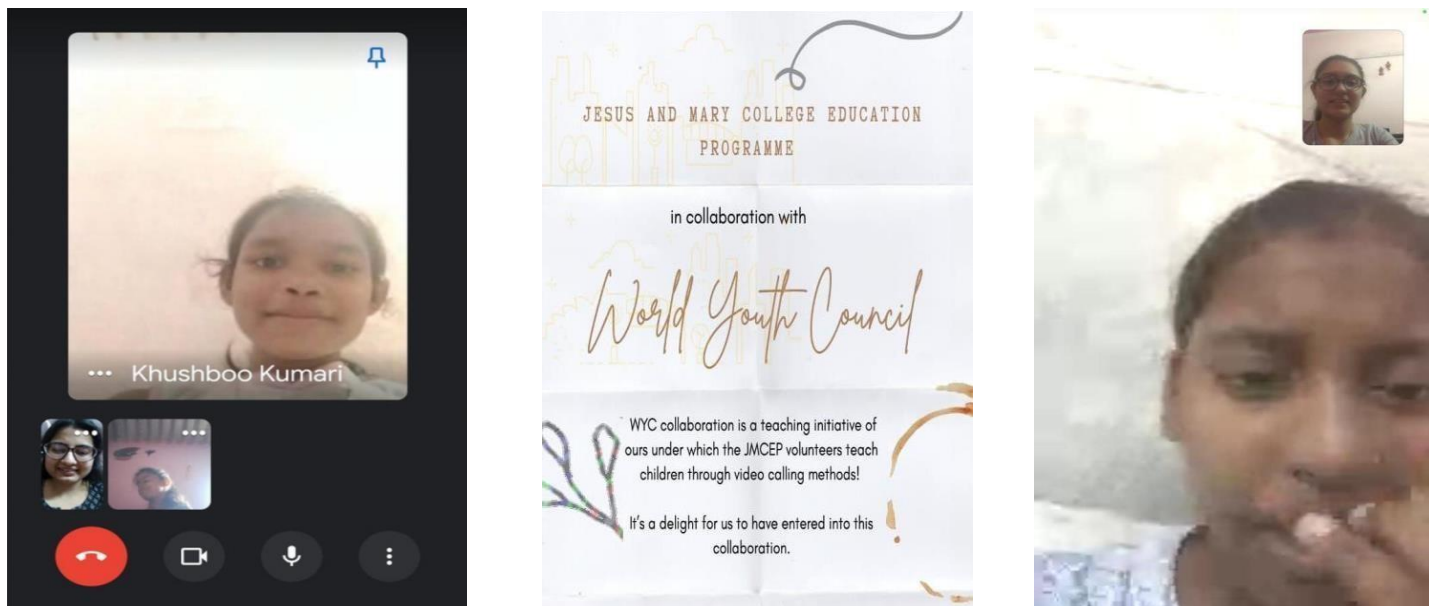 Khushboo Kumari
JESUS AND MARY COLLEGE EDUCATION
PROGRAMME
in collaboration with
World Youth Council
WYC collaboration is a teaching initiative of
ours under which the JMCEP volunteers teach
children through video calling methods!
It's a delight for us to have entered into this
collaboration.